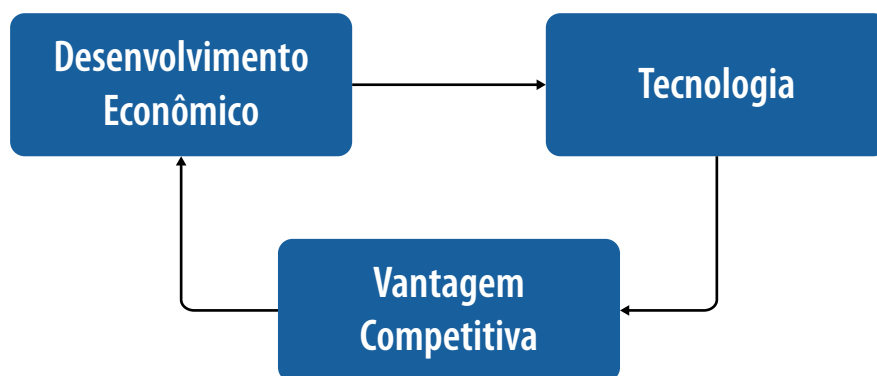 Desenvolvimento
Econômico
Tecnologia
Vantagem
Competitiva